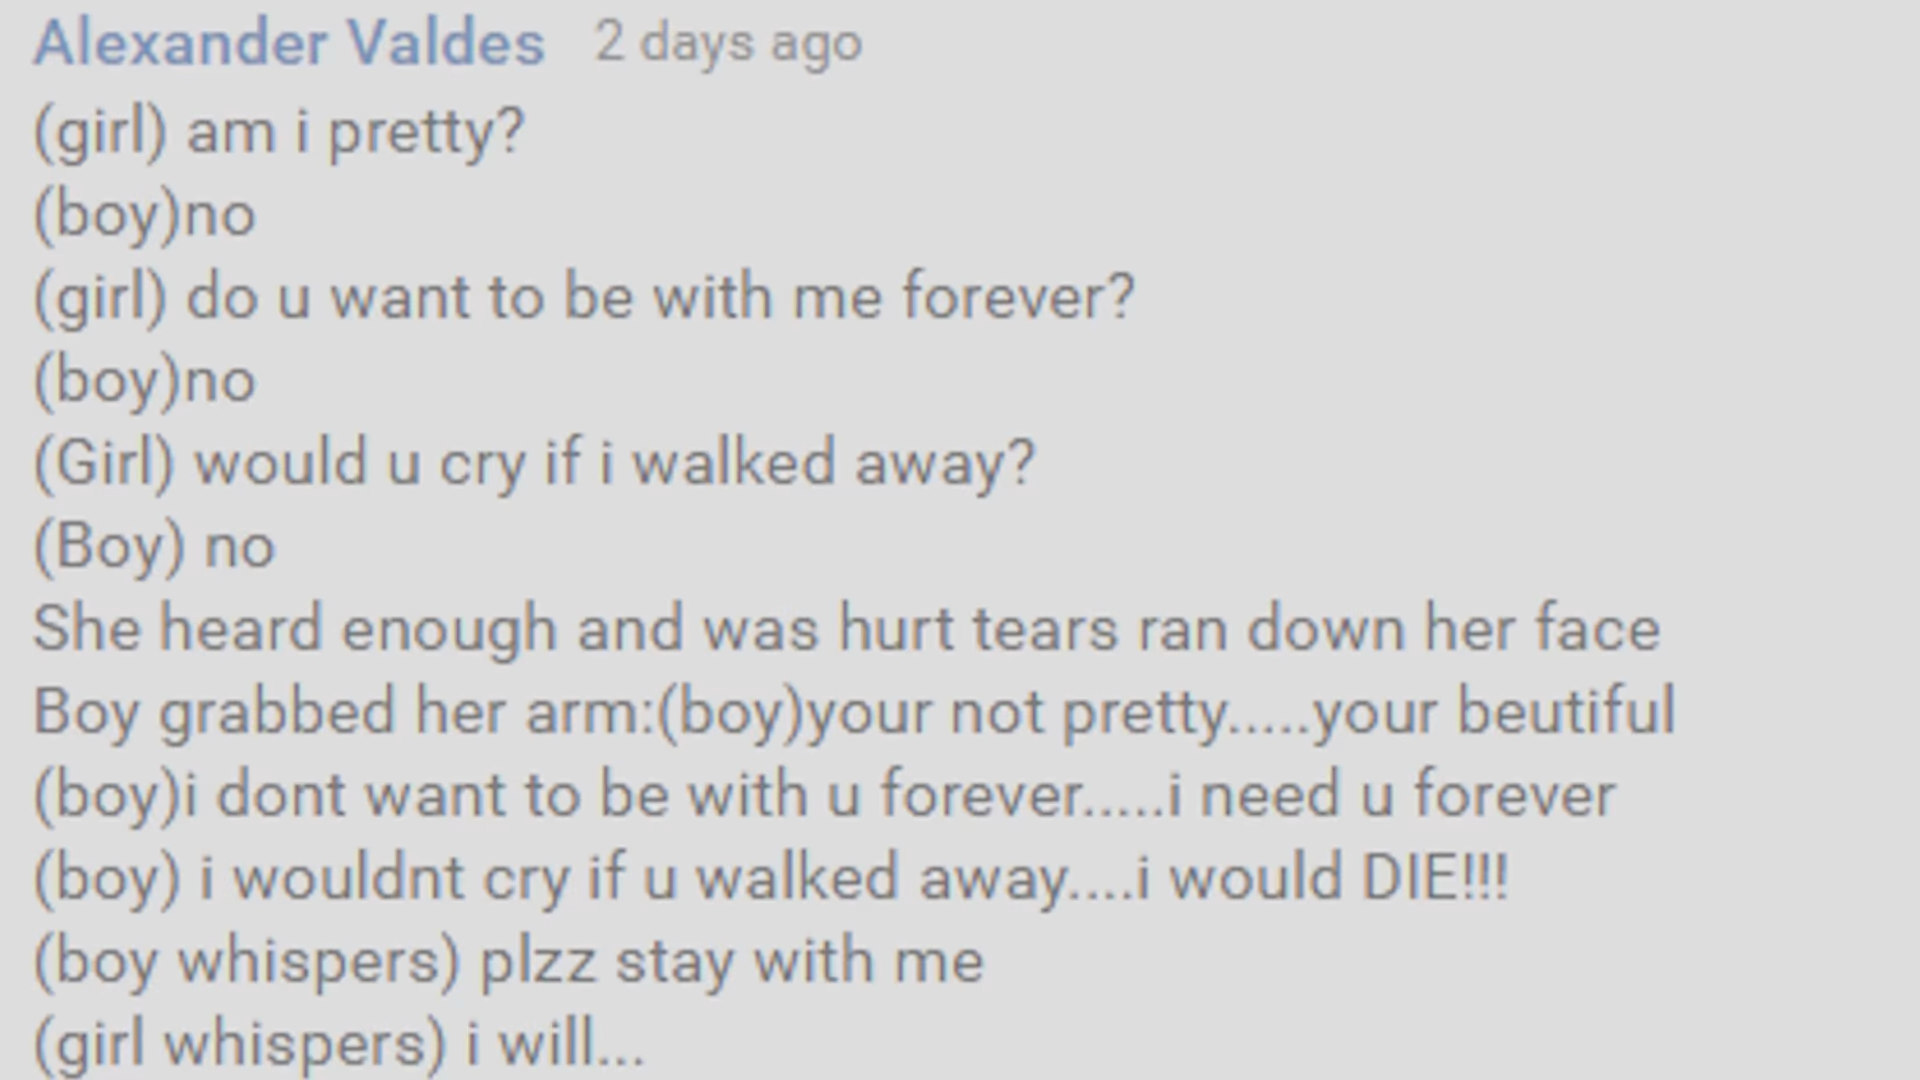 Alexander Valdes 2 days ago
(girl) am i pretty?
(boy)no
(girl) do u want to be with me forever?
(boy)no
(Girl) would u cry if i walked away?
(Boy) no
She heard enough and was hurt tears ran down her face
Boy grabbed her arm:(boy)your not pretty.....your beutiful
(boy)i dont want to be with u forever.....i need u forever
(boy) i wouldnt cry if u walked away....i would DIE!!!
(boy whispers) plzz stay with me
(girl whispers) i will...